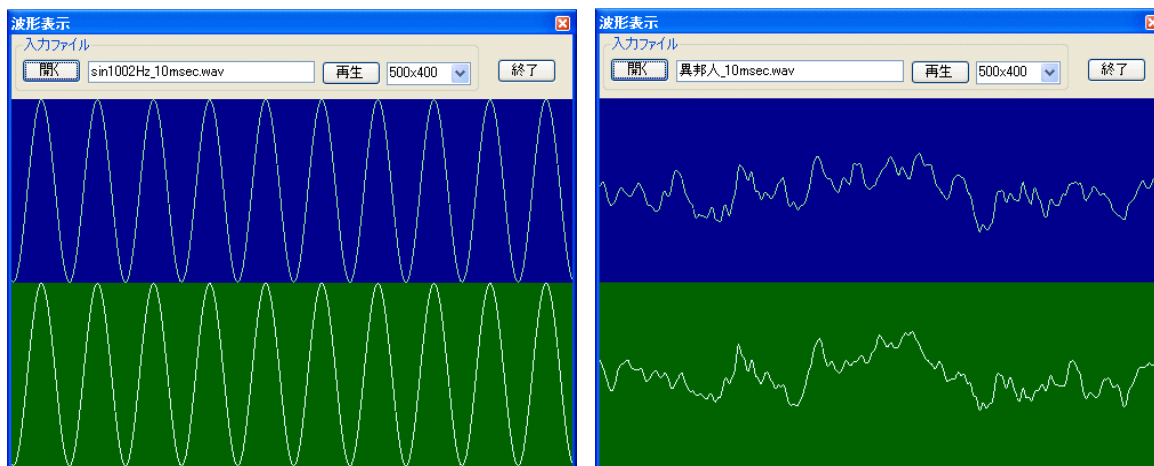 波形表示
入力ファイル
開く sin1002Hz_10msec.wav 再生 500x400 終了
波形表示
入力ファイル
開く 異邦人_10msec.wav 再生 500x400 終了